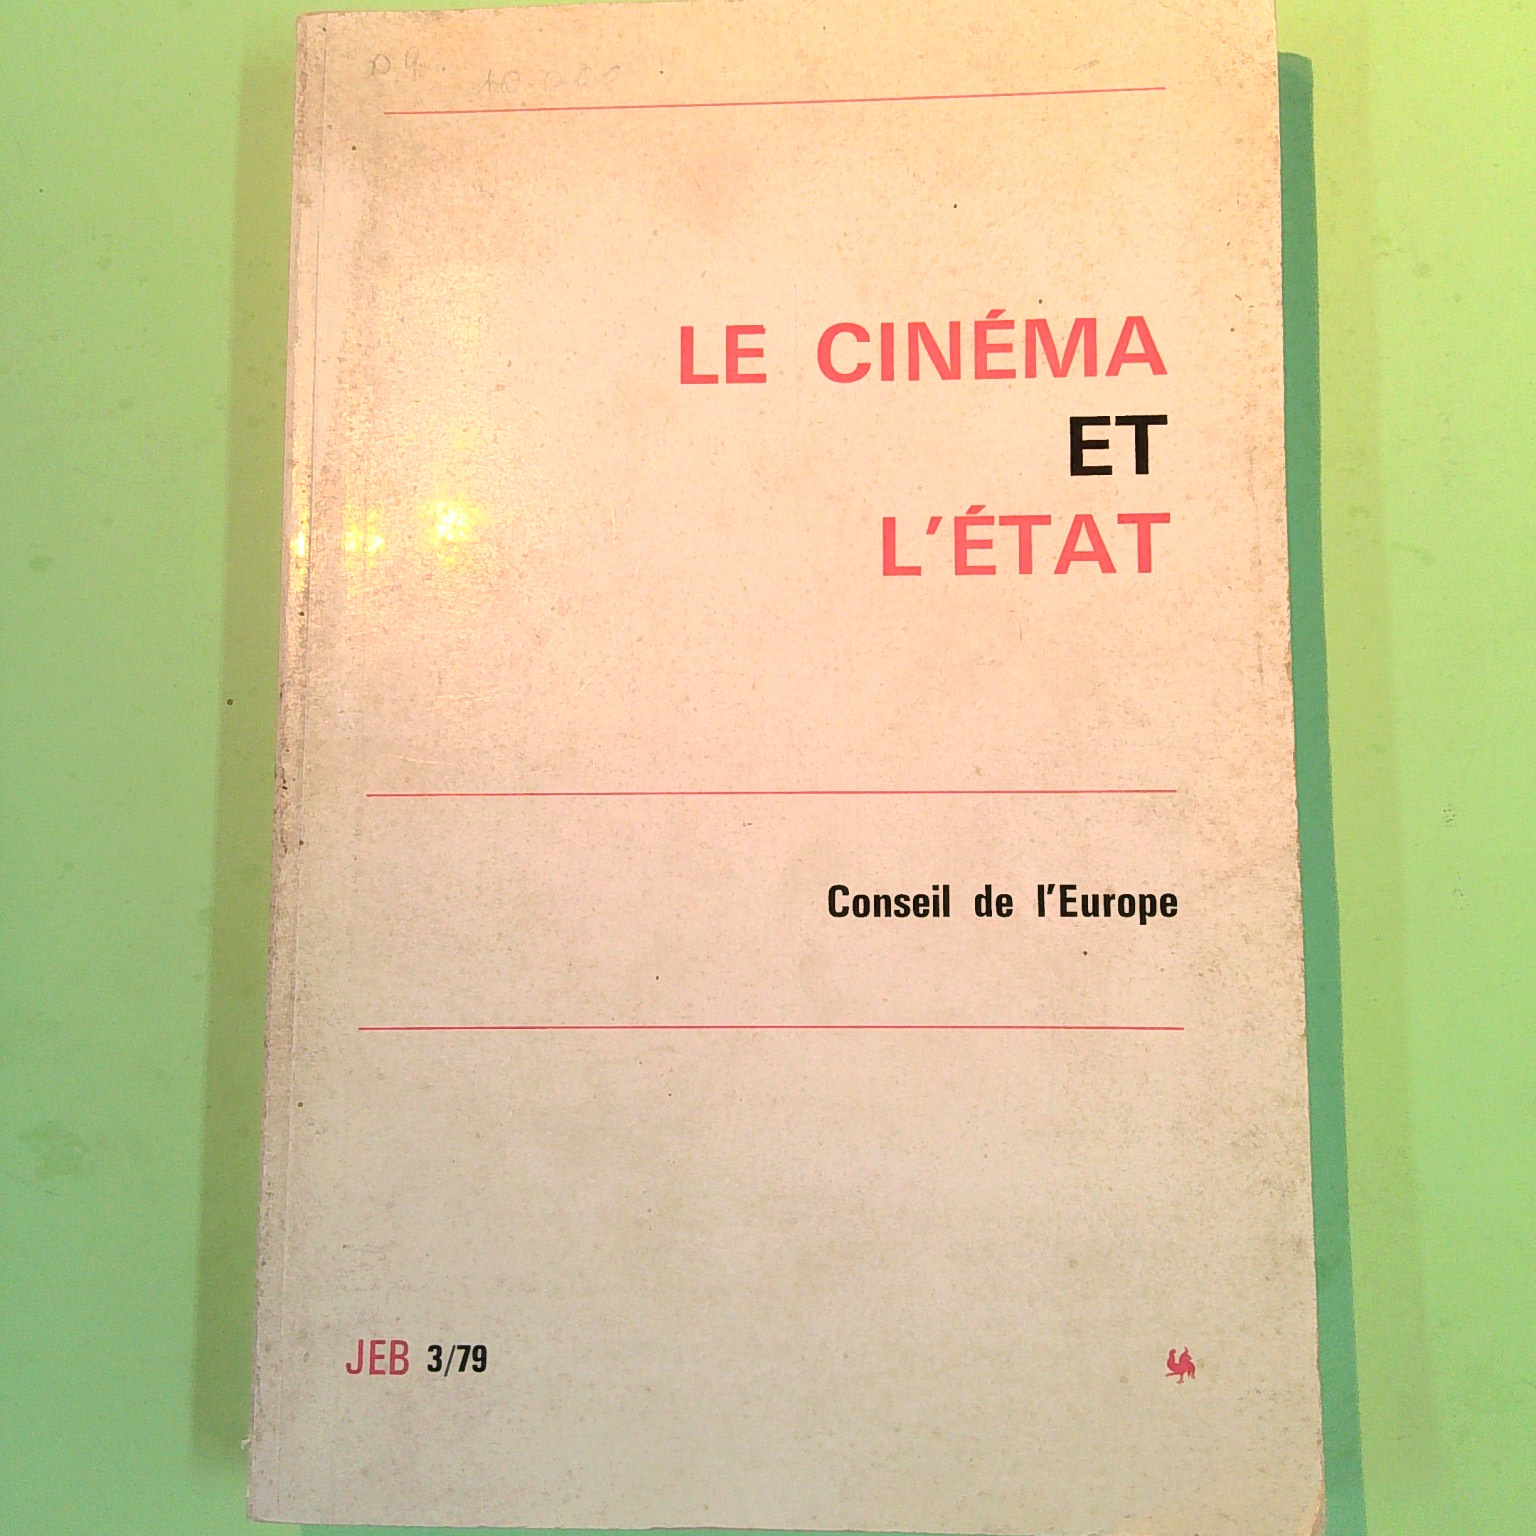 LE CINÉMA
ET
L'ÉTAT
Conseil de l'Europe
JEB 3/79